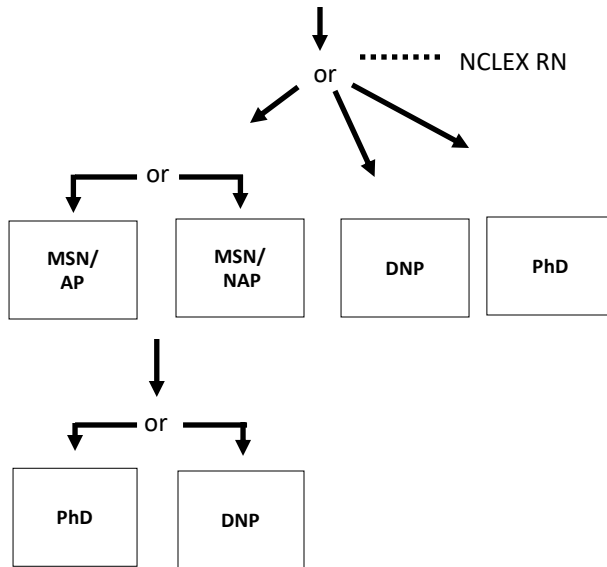 or
NCLEX RN
or
MSN/
AP
MSN/
NAP
DNP
PhD
or
PhD
DNP